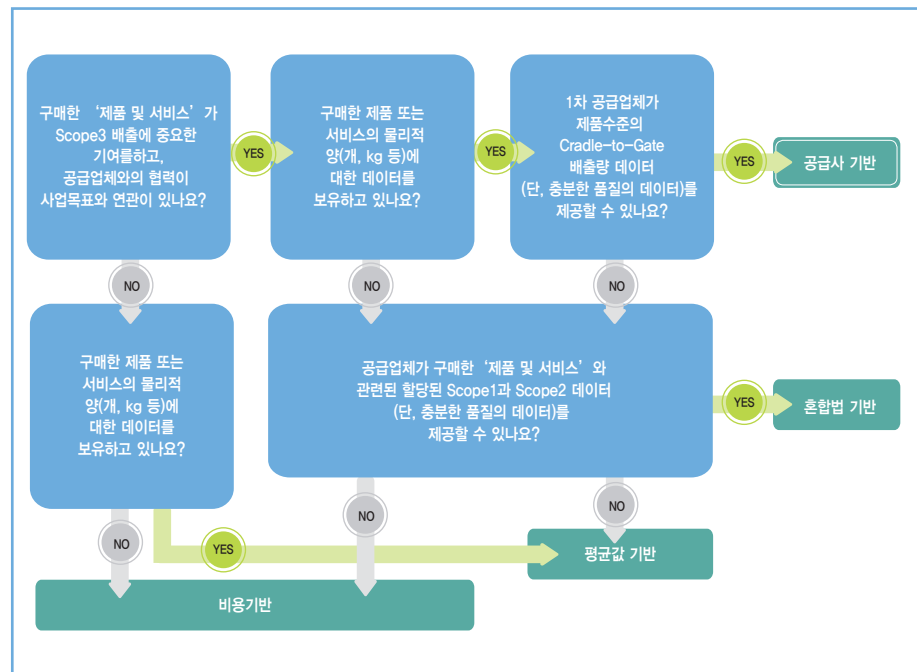 구매한 ‘제품 및 서비스’가
Scope3 배출에 중요한
기여를하고,
공급업체와의 협력이
사업목표와 연관이 있나요?
YES
구매한 제품 또는
서비스의 물리적
양(개, kg 등)에
대한 데이터를
보유하고 있나요?
YES
1차 공급업체가
제품수준의
Cradle-to-Gate
배출량 데이터
(단, 충분한 품질의 데이터)를
제공할 수 있나요?
YES
공급사 기반
NO
NO
NO
구매한 제품 또는
서비스의 물리적
양(개, kg 등)에
대한 데이터를
보유하고 있나요?
공급업체가 구매한 ‘제품 및 서비스’와
관련된 할당된 Scope1과 Scope2 데이터
(단, 충분한 품질의 데이터)를
제공할 수 있나요?
YES
혼합법 기반
NO
YES
NO
NO
평균값 기반
비용기반